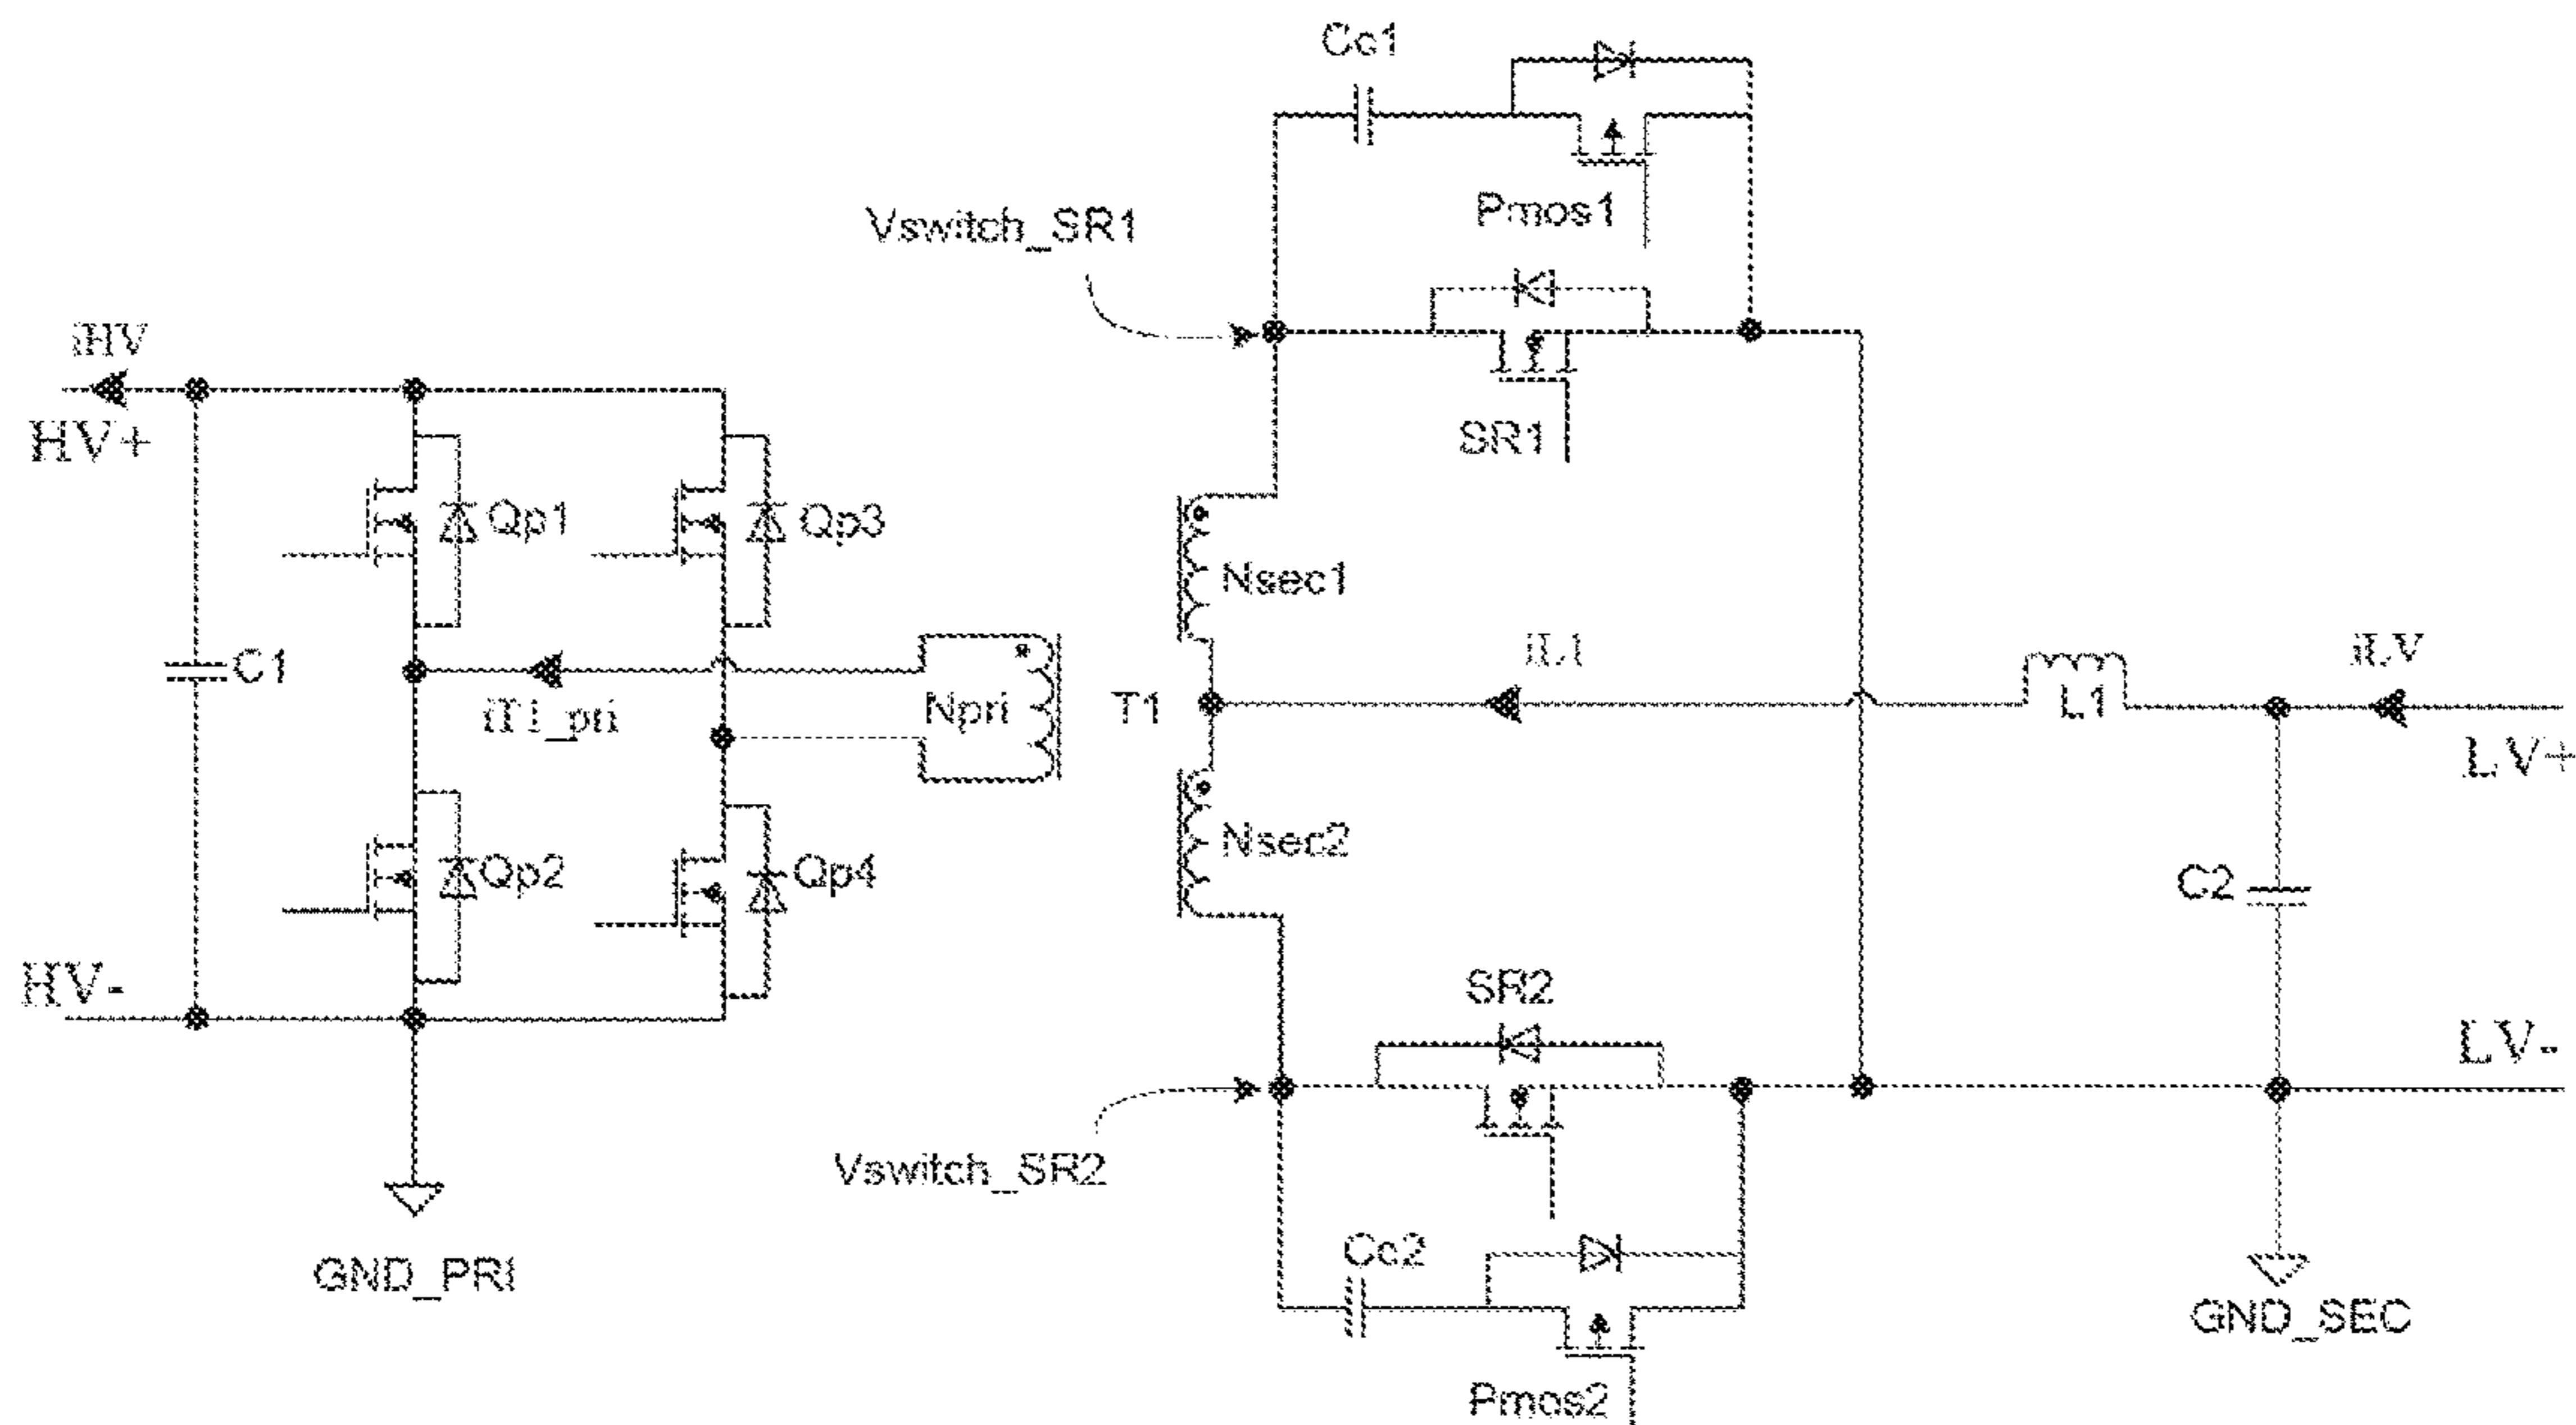 Cc1
Pmos1
Vswitch_SR1
SR1
iHV
HV+
Qp1
Qp3
Nsec1
C1
iT1_pri
Npri
T1
iL1
L1
iLV
LV+
Qp2
Qp4
Nsec2
C2
HV-
SR2
LV-
Vswitch_SR2
Cc2
GND_PRI
GND_SEC
Pmos2